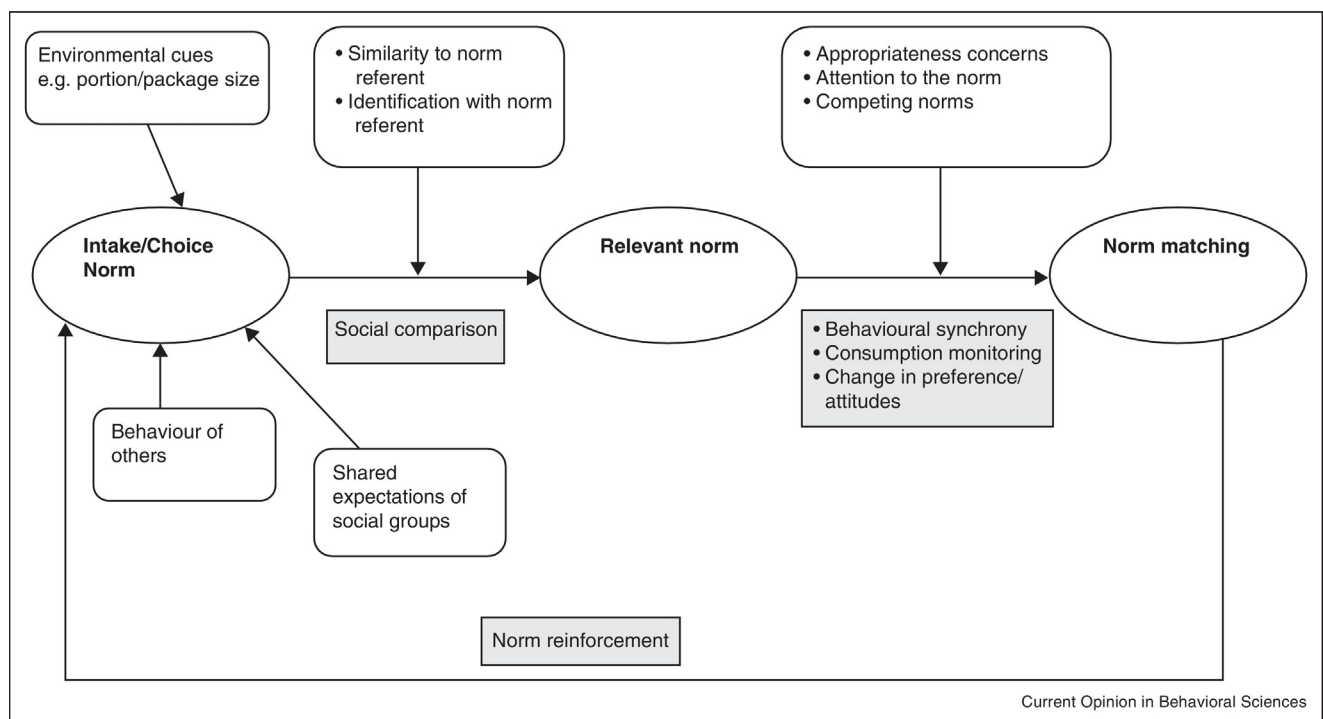 Environmental cues
e.g. portion/package size
• Similarity to norm
referent
• Identification with norm
referent
• Appropriateness concerns
• Attention to the norm
• Competing norms
Intake/Choice
Norm
Relevant norm
Norm matching
Social comparison
• Behavioural synchrony
• Consumption monitoring
• Change in preference/
attitudes
Behaviour of
others
Shared
expectations of
social groups
Norm reinforcement
Current Opinion in Behavioral Sciences